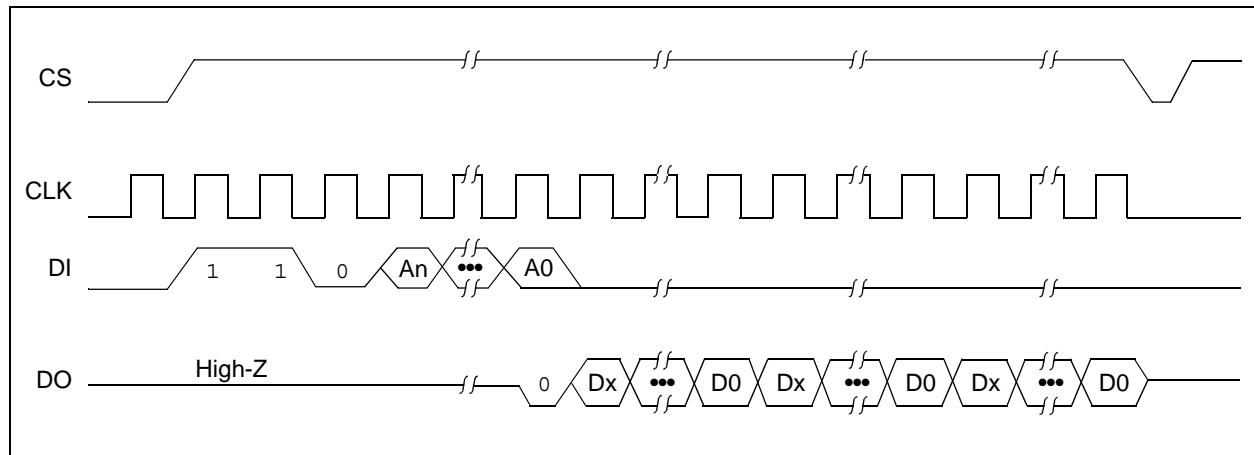 CS
CLK
DI 1 1 0 An ••• A0
High-Z
DO 0 Dx ••• D0 Dx ••• D0 Dx ••• D0